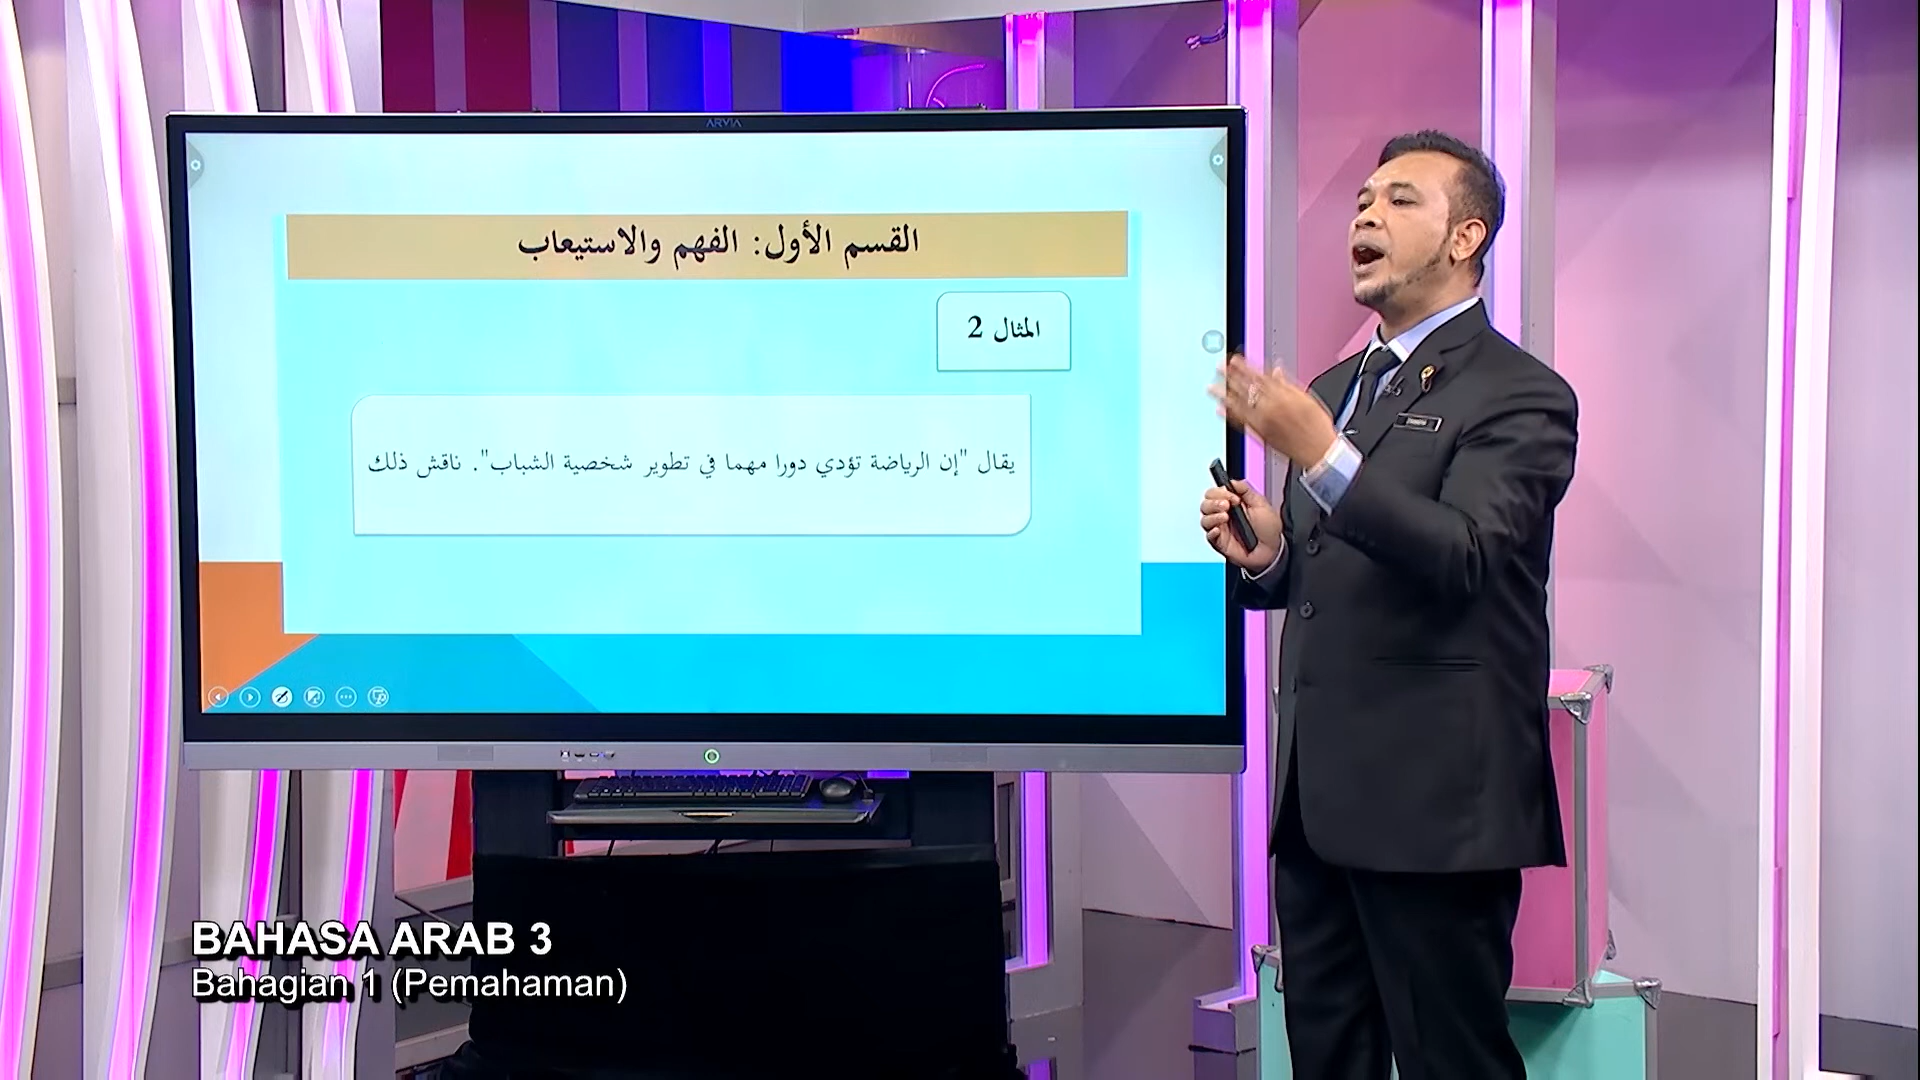 ARVIA
القسم الأول: الفهم والاستيعاب
المثال 2
يقال "إن الرياضة تؤدي دورا مهما في تطوير شخصية الشباب". ناقش ذلك
BAHASA ARAB 3
Bahagian 1 (Pemahaman)